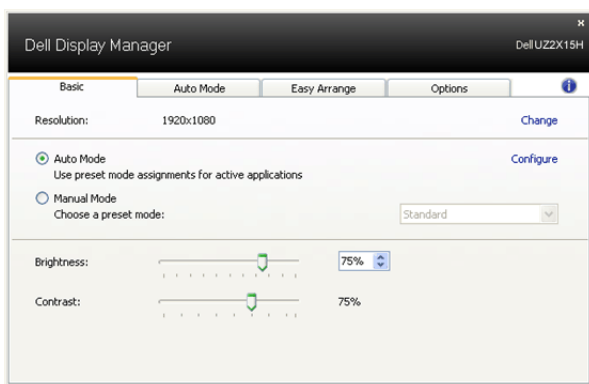 Dell Display Manager
Dell UZ2X15H
Basic
Auto Mode
Easy Arrange
Options
Resolution:
1920x1080
Change
Auto Mode
Configure
Use preset mode assignments for active applications
Manual Mode
Choose a preset mode:
Standard
Brightness:
75%
Contrast:
75%